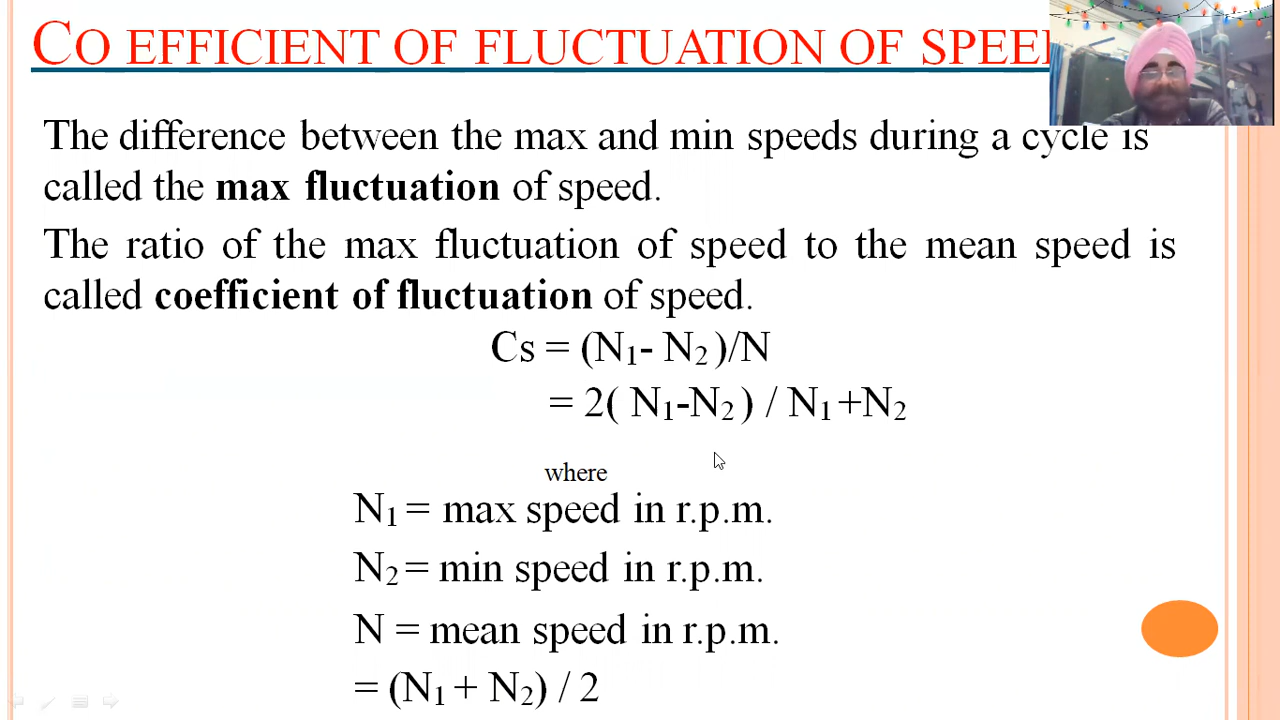 CO EFFICIENT OF FLUCTUATION OF SPEE
The difference between the max and min speeds during a cycle is
called the max fluctuation of speed.
The ratio of the max fluctuation of speed to the mean speed is
called coefficient of fluctuation of speed.
Cs = (N₁- N₂ )/N
= 2( N₁-N₂ ) / N₁ +N₂
where
N₁ = max speed in r.p.m.
N₂ = min speed in r.p.m.
N = mean speed in r.p.m.
= (N₁ + N₂) / 2